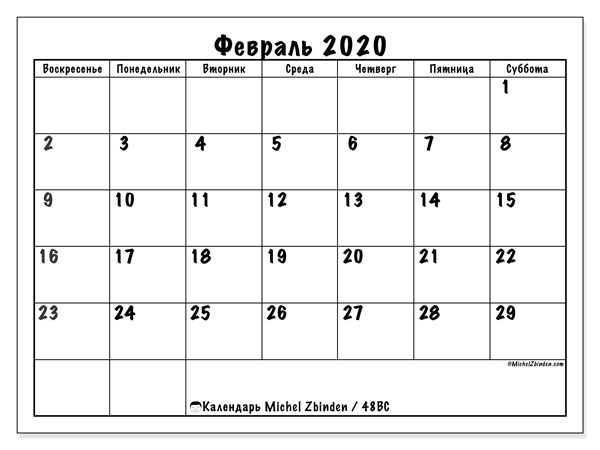 Февраль 2020
Воскресенье Понедельник Вторник Среда Четверг Пятница Суббота
1
2 3 4 5 6 7 8
9 10 11 12 13 14 15
16 17 18 19 20 21 22
23 24 25 26 27 28 29
©MichelZbinden.com
Календарь Michel Zbinden / 48ВС